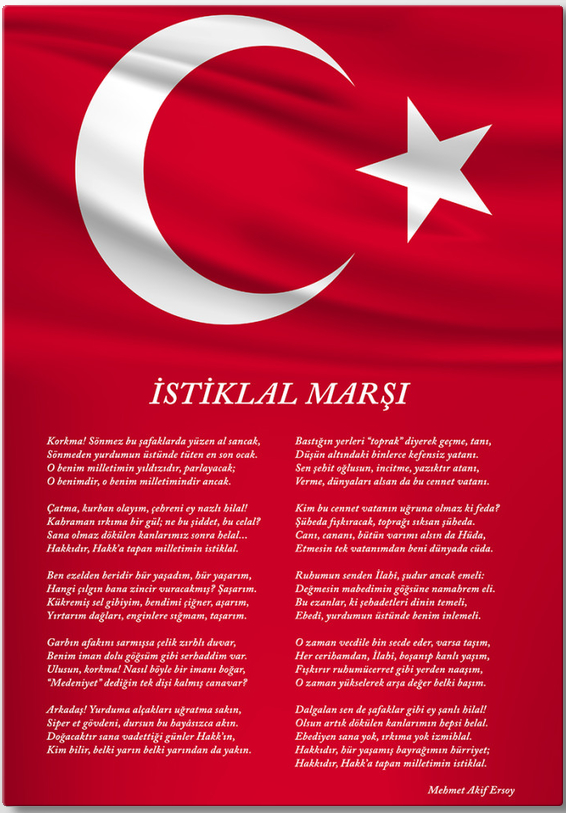 İSTİKLAL MARŞI
Korkma! Sönmez bu şafaklarda yüzen al sancak,
Sönmeden yurdumun üstünde tüten en son ocak.
O benim milletimin yıldızıdır, parlayacak;
O benimdir, o benim milletimindir ancak.
Çatma, kurban olayım, çehreni ey nazlı hilal!
Kahraman ırkıma bir gül; ne bu şiddet, bu celal?
Sana olmaz dökülen kanlarımız sonra helal...
Hakkıdır, Hakk'a tapan milletimin istiklal.
Ben ezelden beridir hür yaşadım, hür yaşarım,
Hangi çılgın bana zincir vuracakmış? Şaşarım.
Kükremiş sel gibiyim, bendimi çiğner, aşarım,
Yırtarım dağları, enginlere sığmam, taşarım.
Garbın afakını sarmışsa çelik zırhlı duvar,
Benim iman dolu göğsüm gibi serhaddim var.
Ulusun, korkma! Nasıl böyle bir imanı boğar,
"Medeniyet" dediğin tek dişi kalmış canavar?
Arkadaş! Yurduma alçakları uğratma sakın,
Siper et gövdeni, dursun bu hayâsızca akın.
Doğacaktır sana vadettiği günler Hakk'ın,
Kim bilir, belki yarın belki yarından da yakın.
Bastığın yerleri "toprak" diyerek geçme, tanı,
Düşün altındaki binlerce kefensiz yatanı.
Sen şehit oğlusun, incitme, yazıktır atanı,
Verme, dünyaları alsan da bu cennet vatanı.
Kim bu cennet vatanın uğruna olmaz ki feda?
Şüheda fışkıracak, toprağı sıksan şüheda.
Canı, cananı, bütün varımı alsın da Hüda,
Etmesin tek vatanımdan beni dünyada cüda.
Ruhumun senden İlahî, şudur ancak emeli:
Değmesin mabedimin göğsüne namahrem eli.
Bu ezanlar, ki şehadetleri dinin temeli,
Ebedî, yurdumun üstünde benim inlemeli.
O zaman vecdile bin secde eder, varsa taşım,
Her cerihamdan, İlahî, boşanıp kanlı yaşım,
Fışkırır ruhumücerret gibi yerden naaşım,
O zaman yükselerek arşa değer belki başım.
Dalgalan sen de şafaklar gibi ey şanlı hilal!
Olsun artık dökülen kanlarımın hepsi helal.
Ebediyen sana yok, ırkıma yok izmihlal.
Hakkıdır, hür yaşamış bayrağımın hürriyet;
Hakkıdır, Hakk'a tapan milletimin istiklal.
Mehmet Akif Ersoy